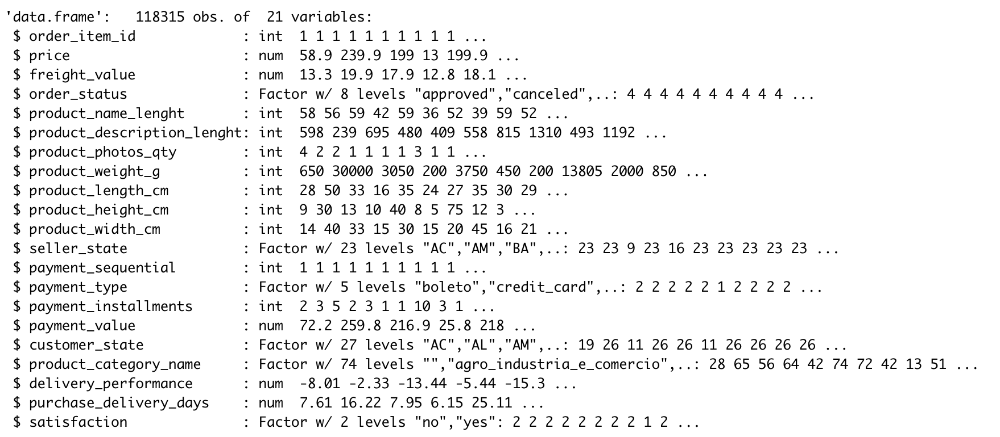 'data.frame':   118315 obs. of  21 variables:
 $ order_item_id             : int  1 1 1 1 1 1 1 1 1 1 ...
 $ price                     : num  58.9 239.9 199 13 199.9 ...
 $ freight_value             : num  13.3 19.9 17.9 12.8 18.1 ...
 $ order_status              : Factor w/ 8 levels "approved","canceled",..: 4 4 4 4 4 4 4 4 4 4 ...
 $ product_name_lenght       : int  58 56 59 42 59 36 52 39 59 52 ...
 $ product_description_lenght: int  598 239 695 480 409 558 815 1310 493 1192 ...
 $ product_photos_qty        : int  4 2 2 1 1 1 1 3 1 1 ...
 $ product_weight_g          : int  650 30000 3050 200 3750 450 200 13805 2000 850 ...
 $ product_length_cm         : int  28 50 33 16 35 24 27 35 30 29 ...
 $ product_height_cm         : int  9 30 13 10 40 8 5 75 12 3 ...
 $ product_width_cm          : int  14 40 33 15 30 15 20 45 16 21 ...
 $ seller_state              : Factor w/ 23 levels "AC","AM","BA",..: 23 23 9 23 16 23 23 23 23 23 ...
 $ payment_sequential        : int  1 1 1 1 1 1 1 1 1 1 ...
 $ payment_type              : Factor w/ 5 levels "boleto","credit_card",..: 2 2 2 2 2 1 2 2 2 2 ...
 $ payment_installments      : int  2 3 5 2 3 1 1 10 3 1 ...
 $ payment_value             : num  72.2 259.8 216.9 25.8 218 ...
 $ customer_state            : Factor w/ 27 levels "AC","AL","AM",..: 19 26 11 26 26 11 26 26 26 26 ...
 $ product_category_name     : Factor w/ 74 levels "","agro_industria_e_comercio",..: 28 65 56 64 42 74 72 42 13 51 ...
 $ delivery_performance      : num  -8.01 -2.33 -13.44 -5.44 -15.3 ...
 $ purchase_delivery_days    : num  7.61 16.22 7.95 6.15 25.11 ...
 $ satisfaction              : Factor w/ 2 levels "no","yes": 2 2 2 2 2 2 2 2 1 2 ...